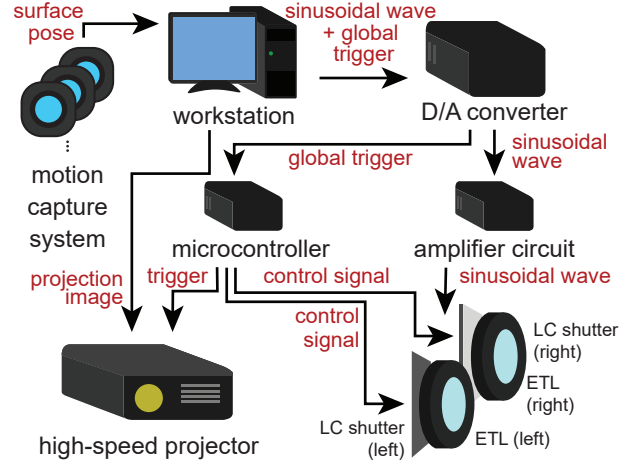 surface
pose
sinusoidal wave
+ global
trigger
workstation
D/A converter
motion
capture
system
global trigger
sinusoidal
wave
microcontroller
amplifier circuit
projection
image
trigger
control signal
sinusoidal wave
control
signal
LC shutter
(right)
ETL
(right)
high-speed projector
LC shutter
(left)
ETL (left)